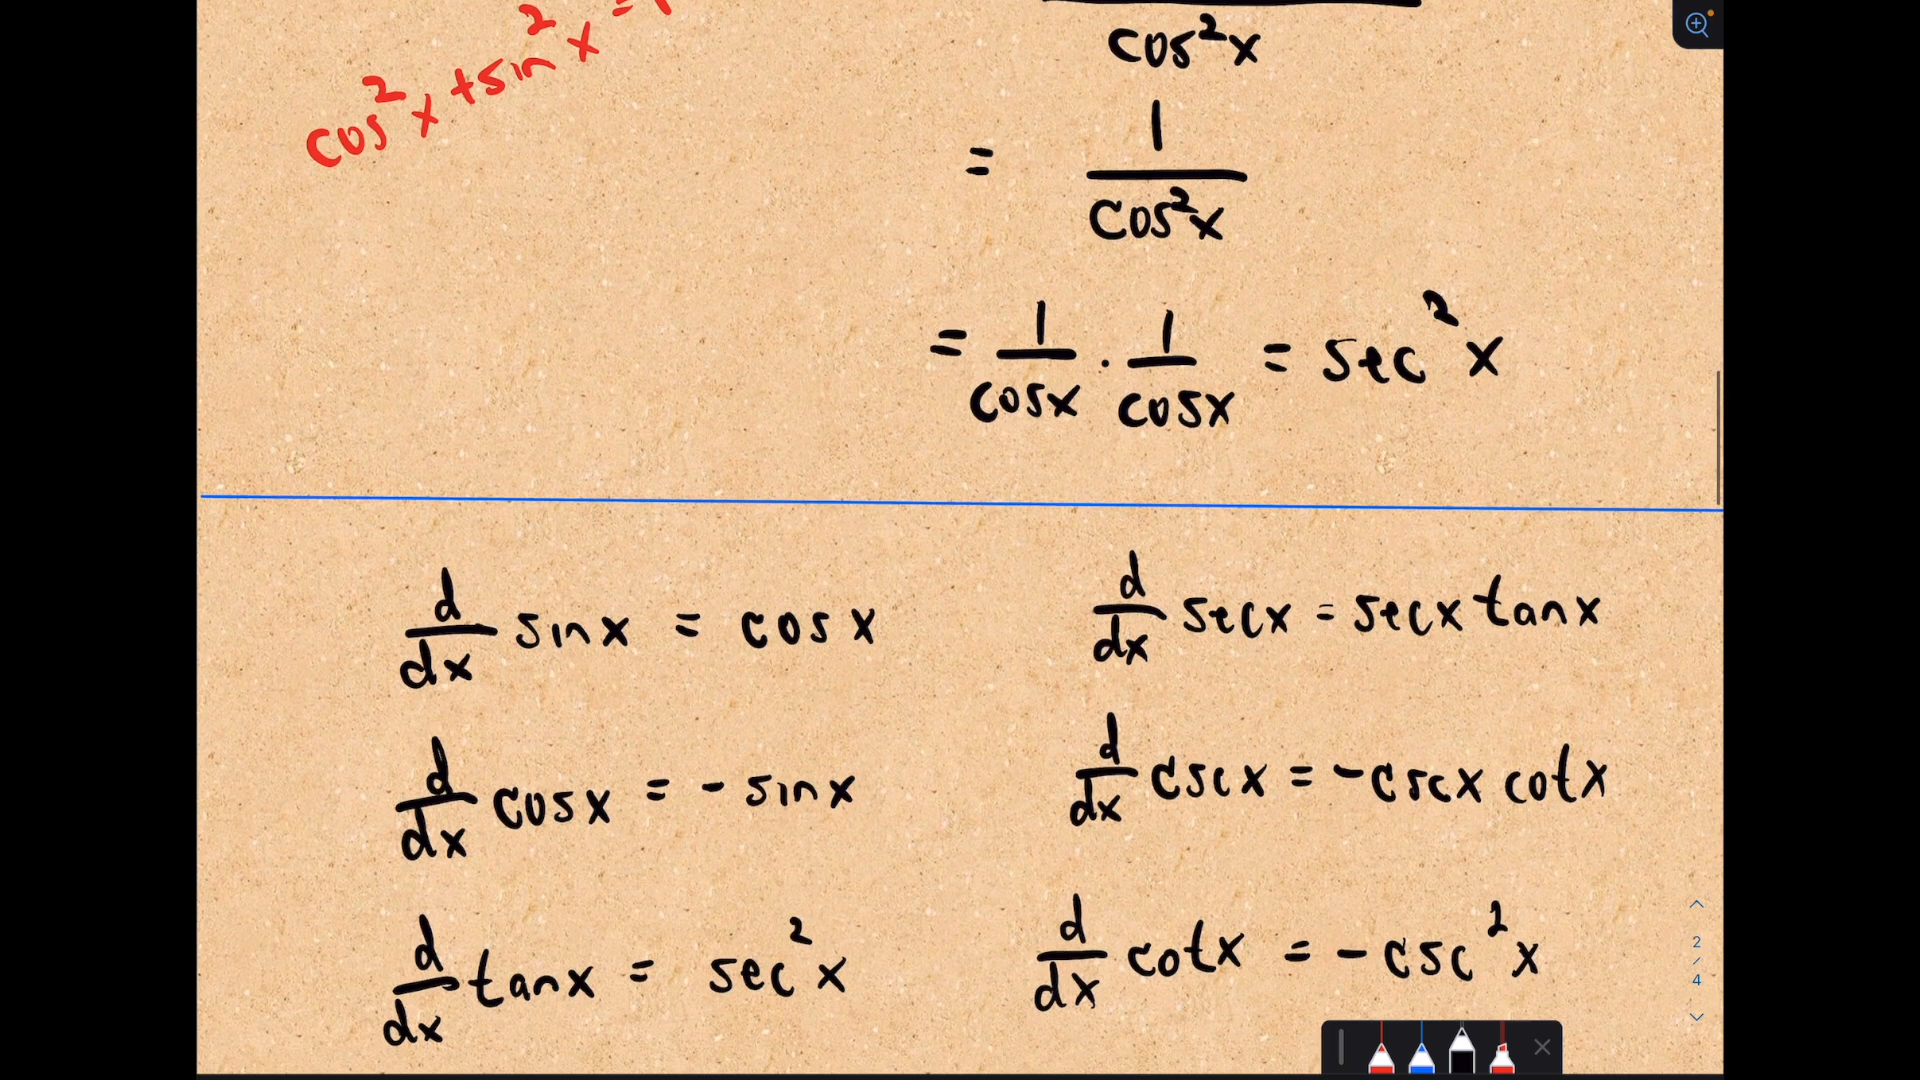 cos²x + sin²x =
cos²x
= 1/cos²x
= 1/cosx · 1/cosx = sec²x
d/dx sinx = cosx
d/dx cosx = -sinx
d/dx tanx = sec²x
d/dx secx = secx tanx
d/dx cscx = -cscx cotx
d/dx cotx = -csc²x
2
/
4